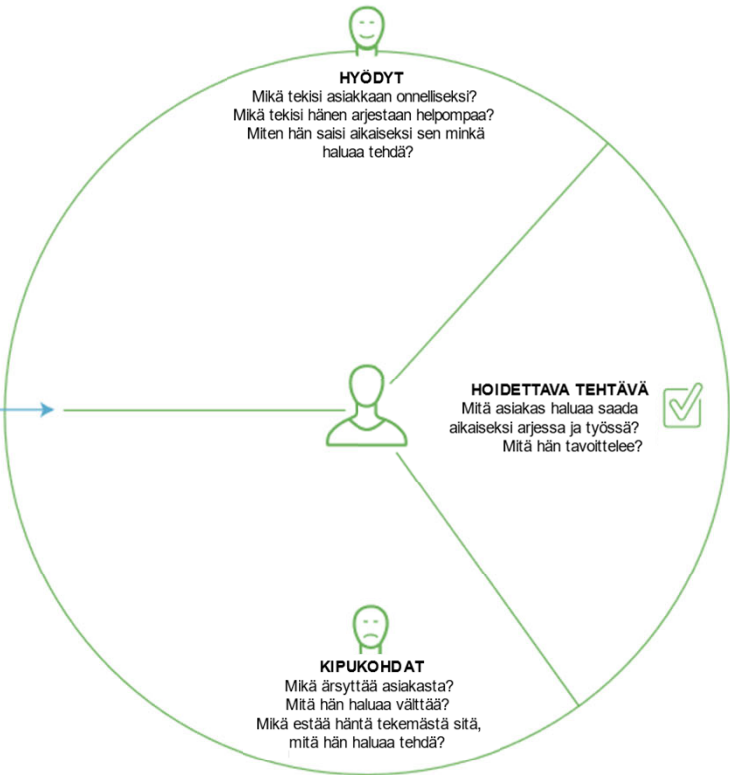 HYÖDYT
Mikä tekisi asiakkaan onnelliseksi?
Mikä tekisi hänen arjestaan helpompaa?
Miten hän saisi aikaiseksi sen minkä
haluaa tehdä?
HOIDETTAVA TEHTÄVÄ
Mitä asiakas haluaa saada
aikaiseksi arjessa ja työssä?
Mitä hän tavoittelee?
KIPUKOHDAT
Mikä ärsyttää asiakasta?
Mitä hän haluaa välttää?
Mikä estää häntä tekemästä sitä,
mitä hän haluaa tehdä?